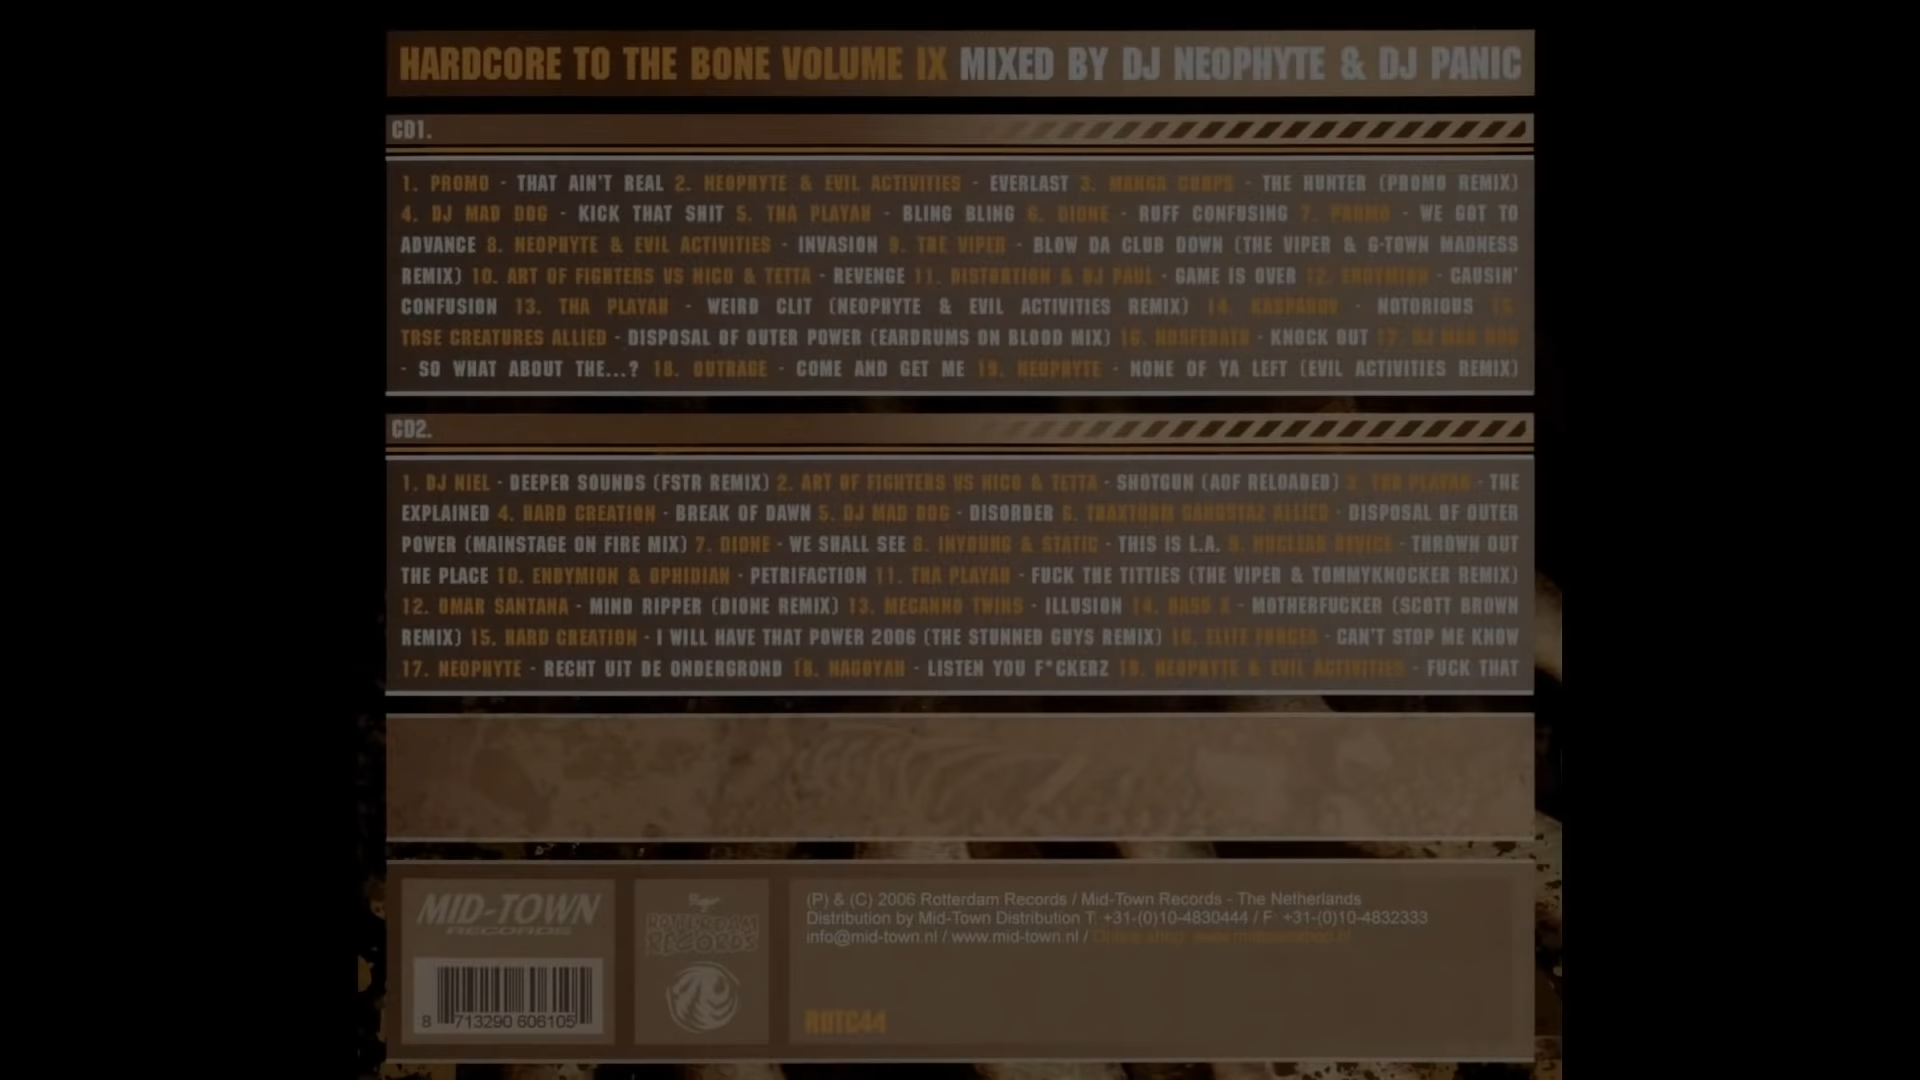 HARDCORE TO THE BONE VOLUME IX MIXED BY DJ NEOPHYTE & DJ PANIC
CD1.
1. PROMO - THAT AIN'T REAL 2. NEOPHYTE & EVIL ACTIVITIES - EVERLAST 3. MANGA CORPS - THE HUNTER (PROMO REMIX)
4. DJ MAD DOG - KICK THAT SHIT 5. THA PLAYAH - BLING BLING 6. DIONE - RUFF CONFUSING 7. PROMO - WE GOT TO
ADVANCE 8. NEOPHYTE & EVIL ACTIVITIES - INVASION 9. THE VIPER - BLOW DA CLUB DOWN (THE VIPER & G-TOWN MADNESS
REMIX) 10. ART OF FIGHTERS VS NICO & TETTA - REVENGE 11. DISTORTION & DJ PAUL - GAME IS OVER 12. ENDYMION - CAUSIN'
CONFUSION 13. THA PLAYAH - WEIRD CLIT (NEOPHYTE & EVIL ACTIVITIES REMIX) 14. KASPAROV - NOTORIOUS 15.
TRSE CREATURES ALLIED - DISPOSAL OF OUTER POWER (EARDRUMS ON BLOOD MIX) 16. NOSFERATU - KNOCK OUT 17. DJ MAD DOG
- SO WHAT ABOUT THE...? 18. OUTRAGE - COME AND GET ME 19. NEOPHYTE - NONE OF YA LEFT (EVIL ACTIVITIES REMIX)
CD2.
1. DJ NIEL - DEEPER SOUNDS (FSTR REMIX) 2. ART OF FIGHTERS VS NICO & TETTA - SHOTGUN (AOF RELOADED) 3. THA PLAYAH - THE
EXPLAINED 4. HARD CREATION - BREAK OF DAWN 5. DJ MAD DOG - DISORDER 6. TRAXTORM GANGSTAZ ALLIED - DISPOSAL OF OUTER
POWER (MAINSTAGE ON FIRE MIX) 7. DIONE - WE SHALL SEE 8. INYOUNG & STATIC - THIS IS L.A. 9. NUCLEAR DEVICE - THROWN OUT
THE PLACE 10. ENDYMION & OPHIDIAN - PETRIFACTION 11. THA PLAYAH - FUCK THE TITTIES (THE VIPER & TOMMYKNOCKER REMIX)
12. OMAR SANTANA - MIND RIPPER (DIONE REMIX) 13. MECANNO TWINS - ILLUSION 14. BASS X - MOTHERFUCKER (SCOTT BROWN
REMIX) 15. HARD CREATION - I WILL HAVE THAT POWER 2006 (THE STUNNED GUYS REMIX) 16. ELITE FORCES - CAN'T STOP ME KNOW
17. NEOPHYTE - RECHT UIT DE ONDERGROND 18. NAGOYAH - LISTEN YOU F*CKERZ 19. NEOPHYTE & EVIL ACTIVITIES - FUCK THAT
MID-TOWN
RECORDS
8 713290 606105
ROTTERDAM
RECORDS
(P) & (C) 2006 Rotterdam Records / Mid-Town Records - The Netherlands
Distribution by Mid-Town Distribution T: +31-(0)10-4830444 / F: +31-(0)10-4832333
info@mid-town.nl / www.mid-town.nl /
ROTC44